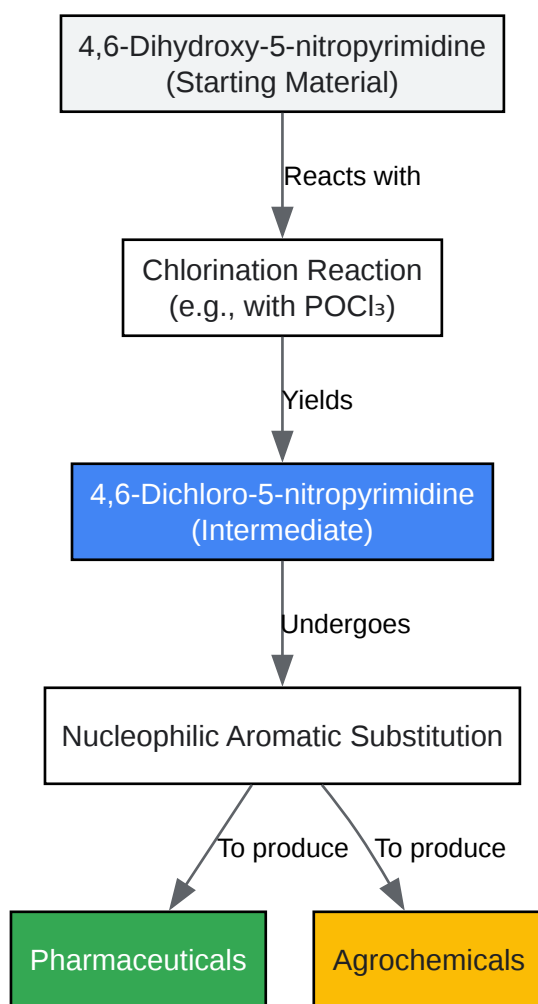 4,6-Dihydroxy-5-nitropyrimidine
(Starting Material)
Reacts with
Chlorination Reaction
(e.g., with POCl₃)
Yields
4,6-Dichloro-5-nitropyrimidine
(Intermediate)
Undergoes
Nucleophilic Aromatic Substitution
To produce
To produce
Pharmaceuticals
Agrochemicals